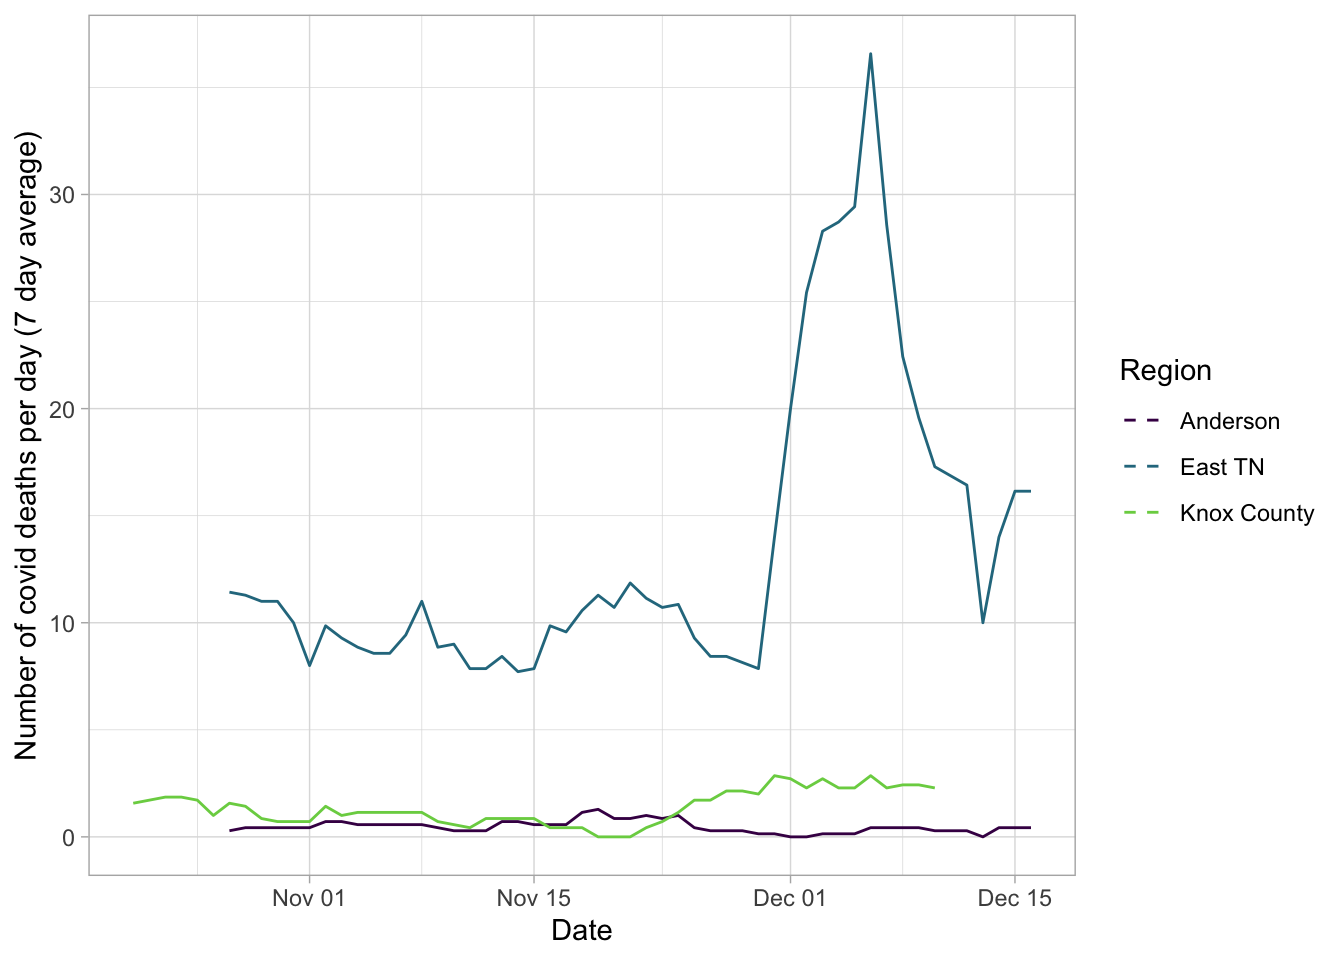 Number of covid deaths per day (7 day average)
30
20
10
0
Nov 01
Nov 15
Dec 01
Dec 15
Date
Region
Anderson
East TN
Knox County